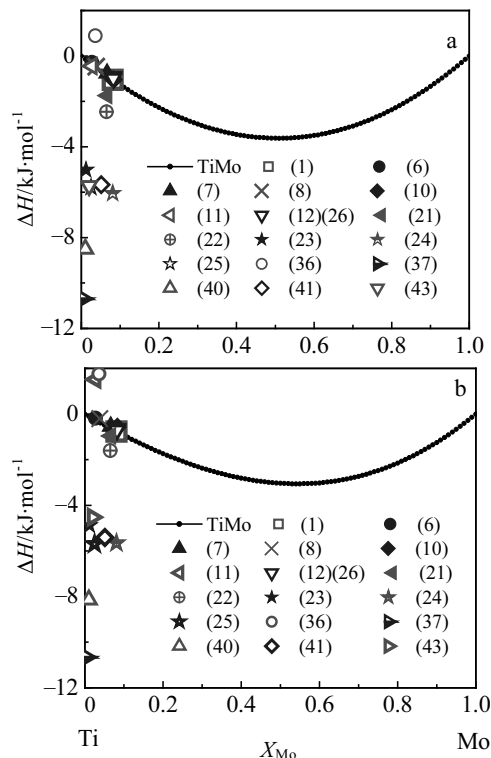 a
0
−4
−8
−12
ΔH/kJ·mol⁻¹
TiMo (1) (6)
(7) (8) (10)
(11) (12)(26) (21)
(22) (23) (24)
(25) (36) (37)
(40) (41) (43)
0 0.2 0.4 0.6 0.8 1.0
b
0
−4
−8
−12
ΔH/kJ·mol⁻¹
TiMo (1) (6)
(7) (8) (10)
(11) (12)(26) (21)
(22) (23) (24)
(25) (36) (37)
(40) (41) (43)
0 0.2 0.4 0.6 0.8 1.0
Ti X_Mo Mo